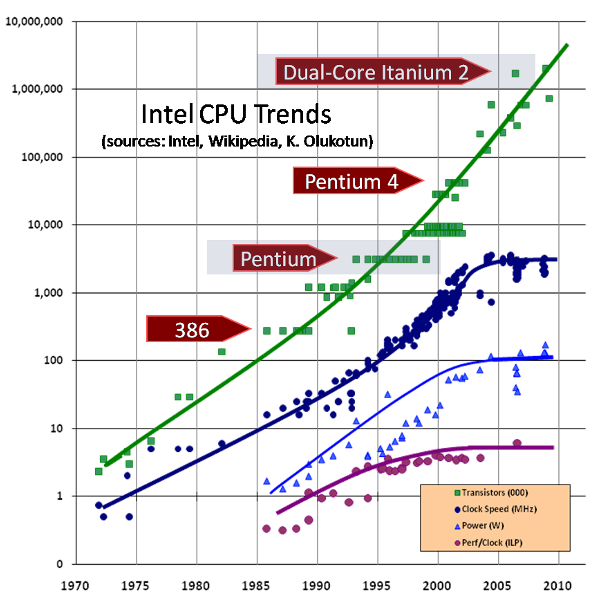 10,000,000
1,000,000
100,000
10,000
1,000
100
10
1
0
Dual-Core Itanium 2
Intel CPU Trends
(sources: Intel, Wikipedia, K. Olukotun)
Pentium 4
Pentium
386
Transistors (000)
Clock Speed (MHz)
Power (W)
Perf/Clock (ILP)
1970 1975 1980 1985 1990 1995 2000 2005 2010